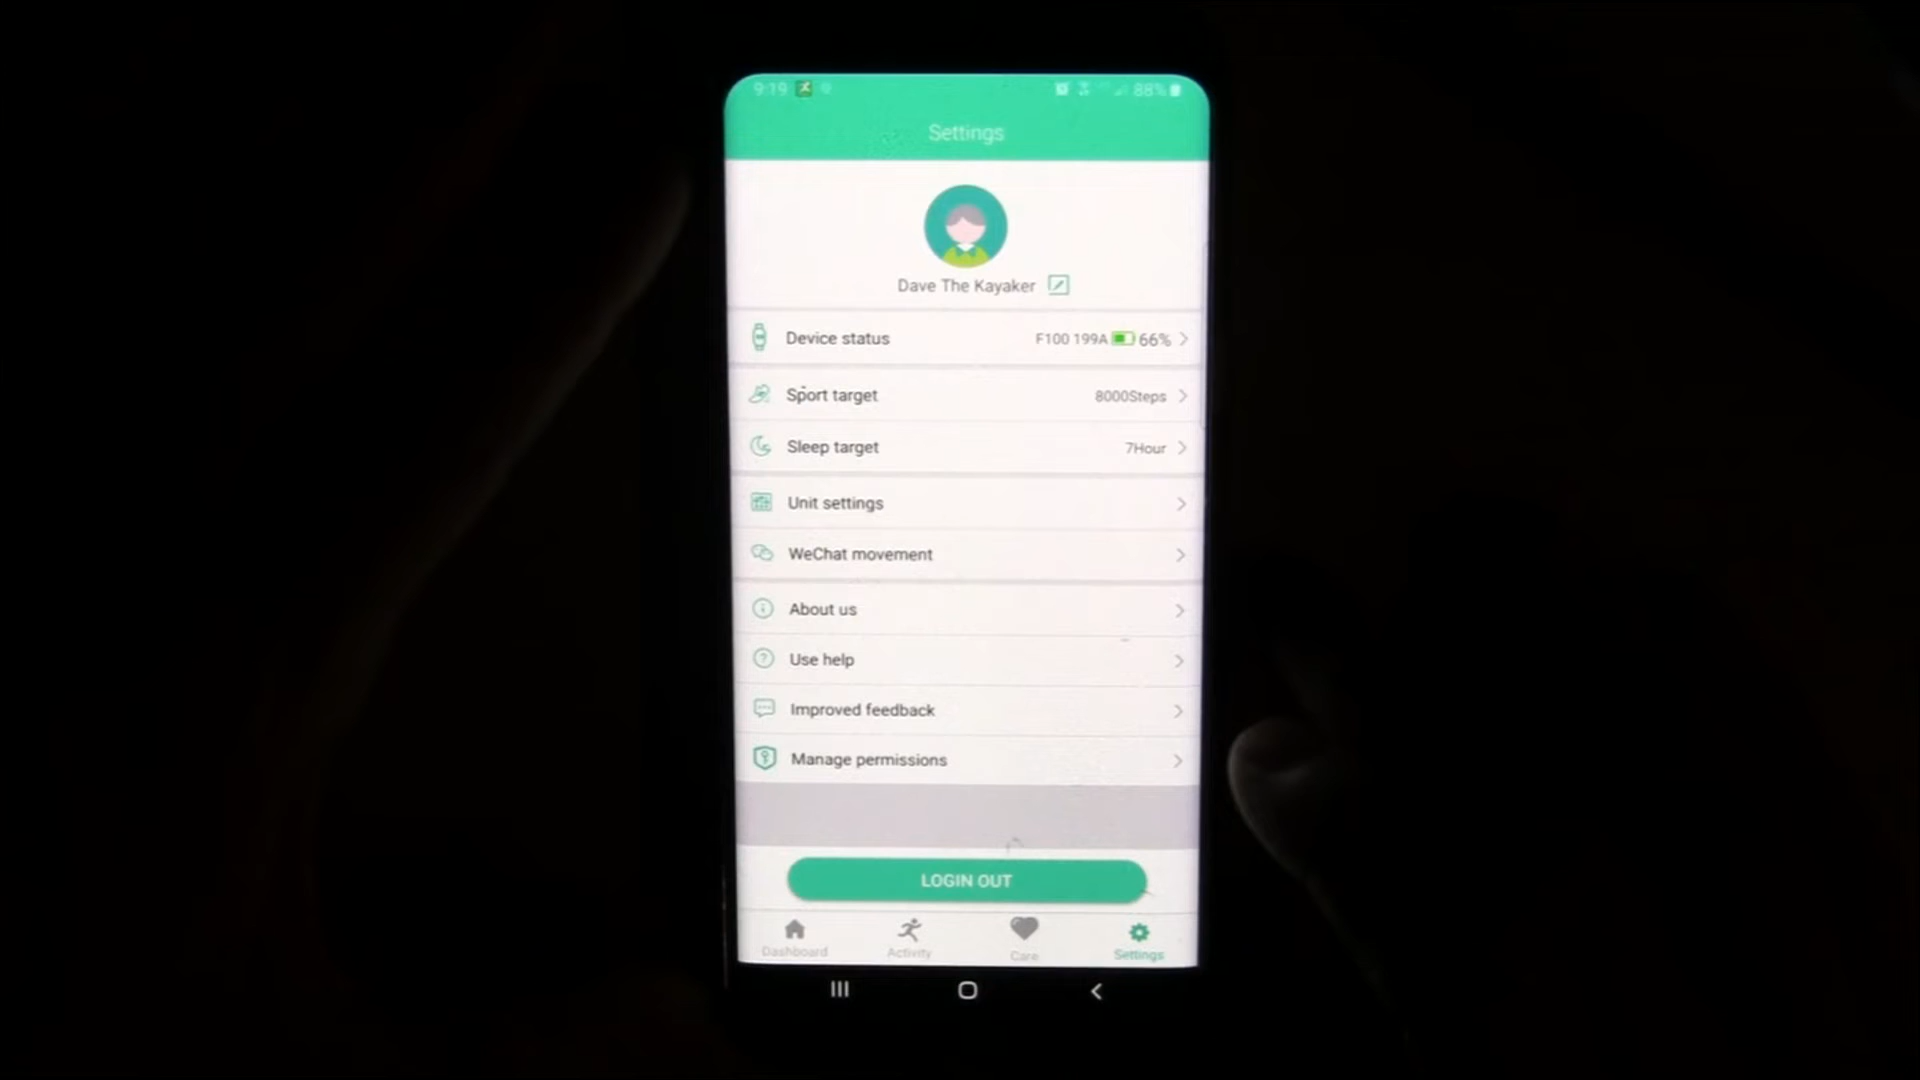 9:19 88%
Settings
Dave The Kayaker
Device status F100 199A 66%
Sport target 8000Steps
Sleep target 7Hour
Unit settings
WeChat movement
About us
Use help
Improved feedback
Manage permissions
LOGIN OUT
Dashboard Activity Care Settings